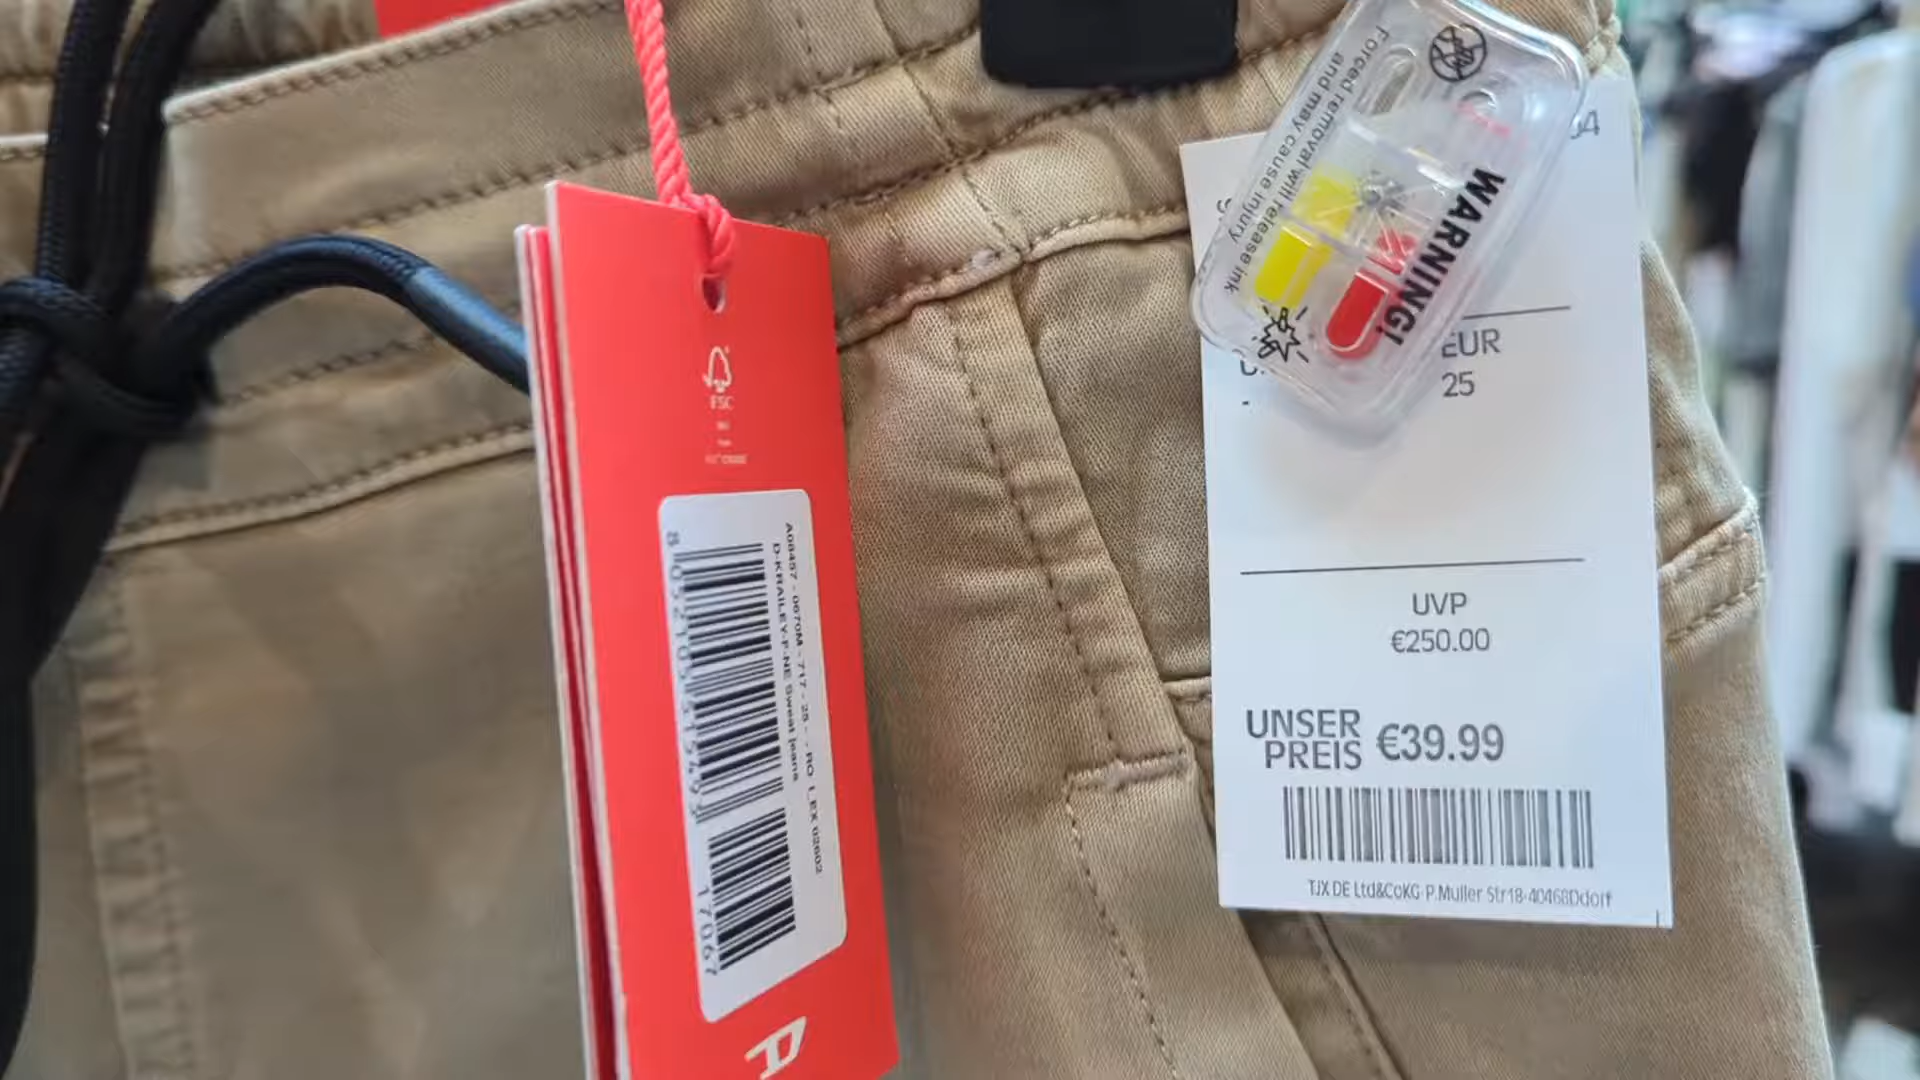 FSC
A08457 - 0670M - 717 - 25 - - RO LEX 02602
D-KRAILEY-P-NE Sweat jeans
17067
Forced removal will release ink
and may cause injury
WARNING!
EUR
25
UVP
€250.00
UNSER
PREIS €39.99
TJX DE Ltd&CoKG P.Muller Str18-40468Ddorf